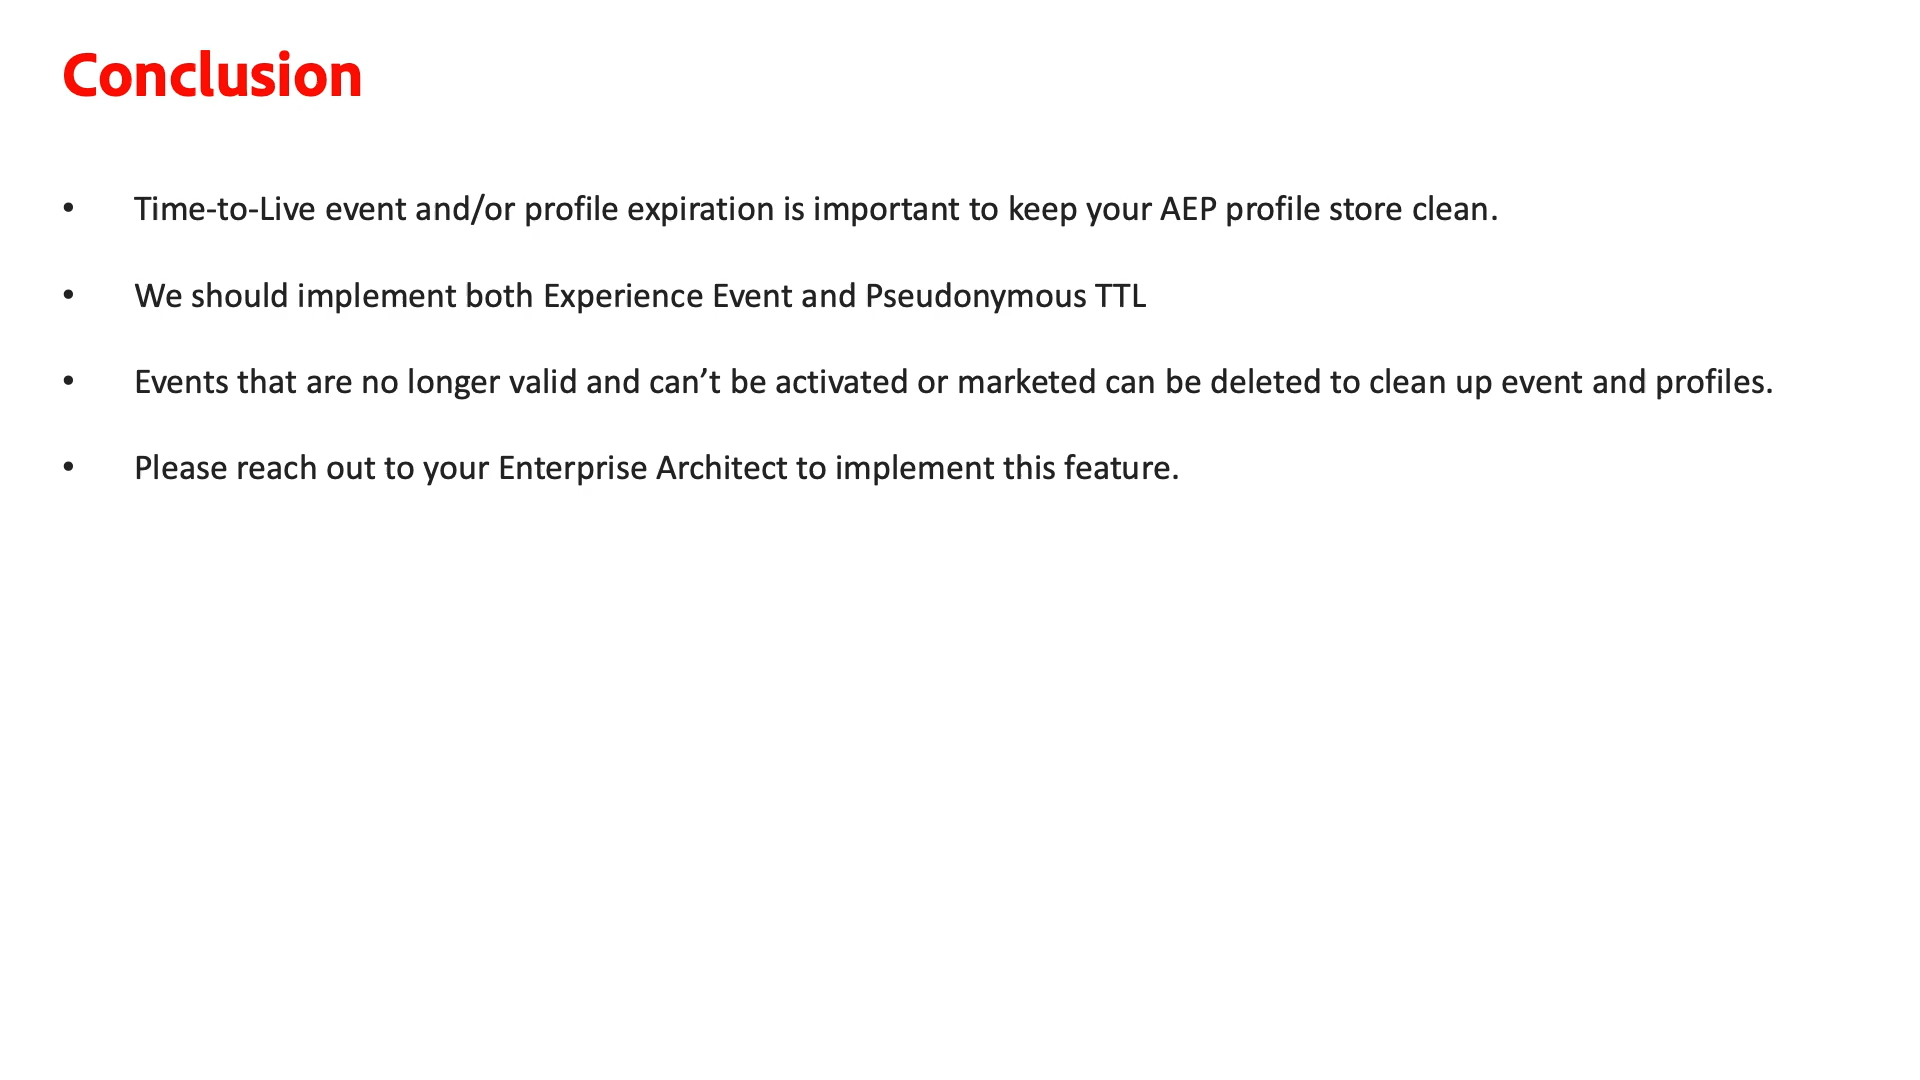 Conclusion
• Time-to-Live event and/or profile expiration is important to keep your AEP profile store clean.
• We should implement both Experience Event and Pseudonymous TTL
• Events that are no longer valid and can’t be activated or marketed can be deleted to clean up event and profiles.
• Please reach out to your Enterprise Architect to implement this feature.